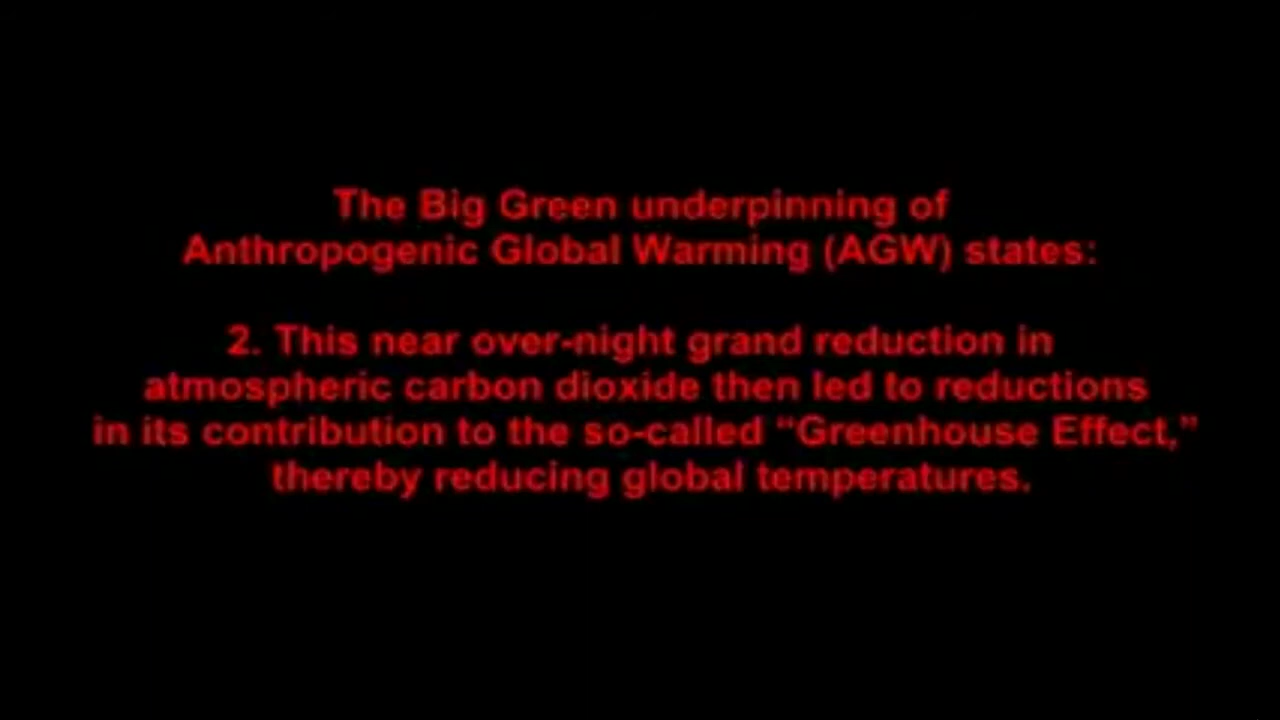 The Big Green underpinning of
Anthropogenic Global Warming (AGW) states:
2. This near over-night grand reduction in
atmospheric carbon dioxide then led to reductions
in its contribution to the so-called “Greenhouse Effect,”
thereby reducing global temperatures.